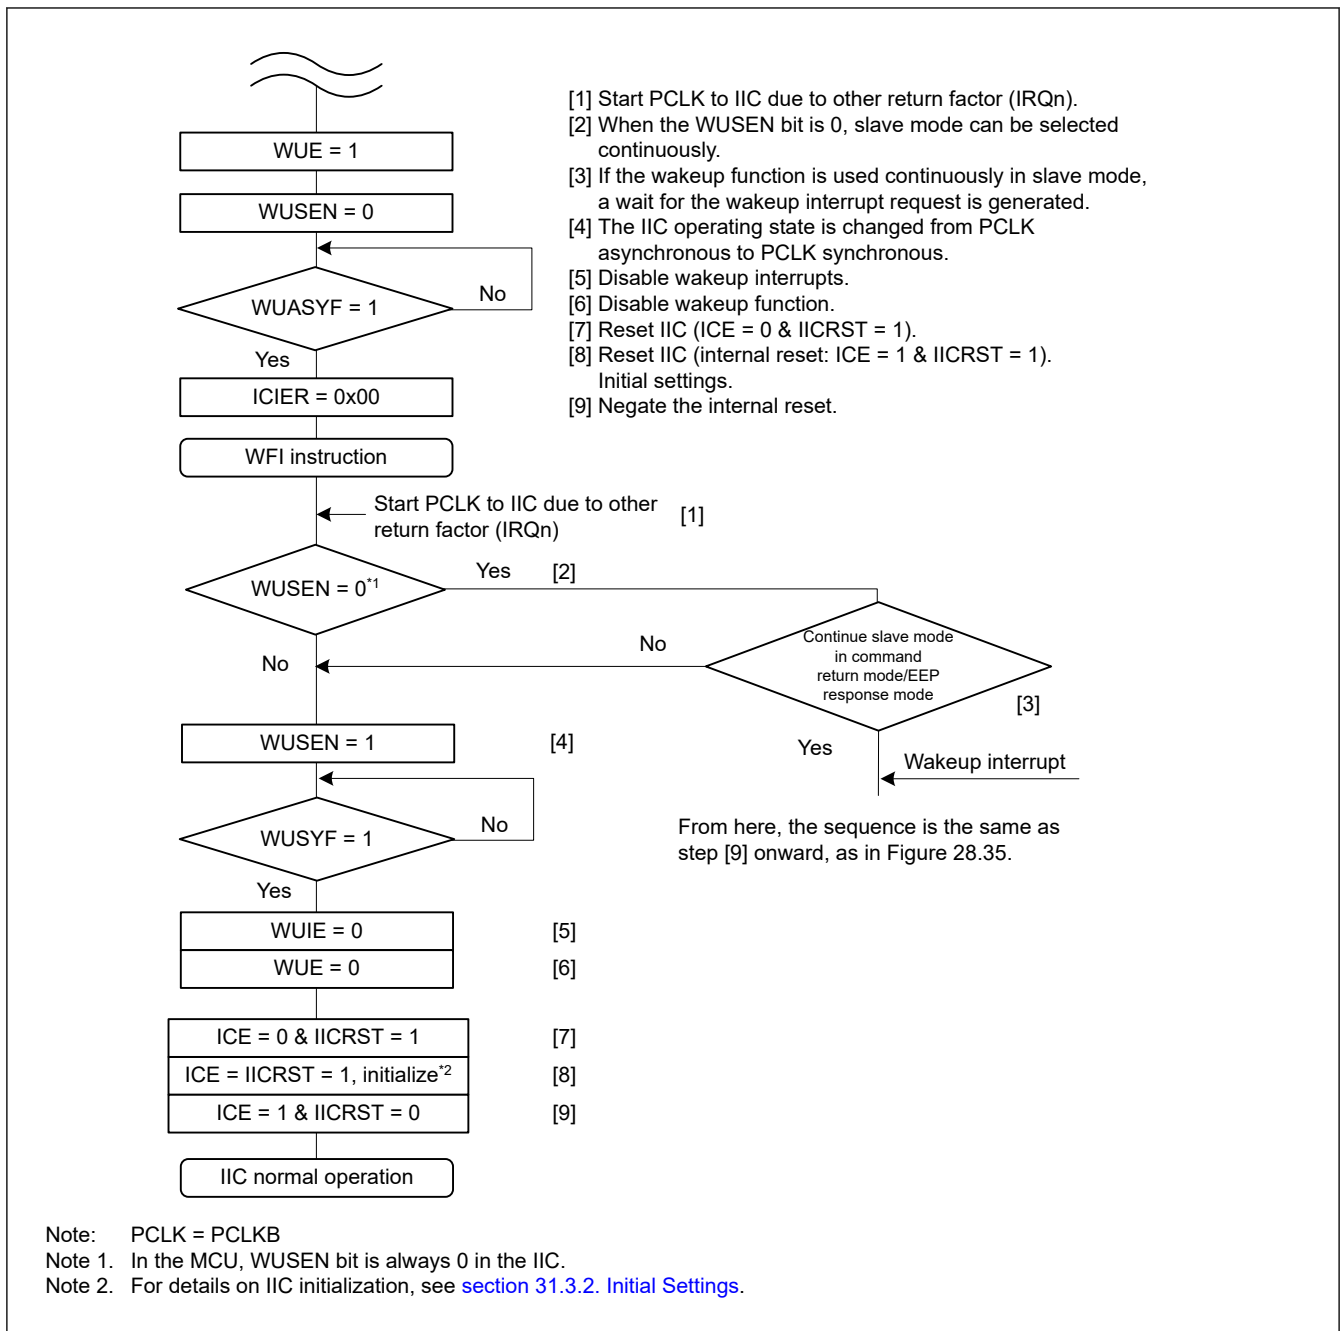 WUE = 1
WUSEN = 0
WUASYF = 1
No
Yes
ICIER = 0x00
WFI instruction
[1] Start PCLK to IIC due to other return factor (IRQn).
[2] When the WUSEN bit is 0, slave mode can be selected
continuously.
[3] If the wakeup function is used continuously in slave mode,
a wait for the wakeup interrupt request is generated.
[4] The IIC operating state is changed from PCLK
asynchronous to PCLK synchronous.
[5] Disable wakeup interrupts.
[6] Disable wakeup function.
[7] Reset IIC (ICE = 0 & IICRST = 1).
[8] Reset IIC (internal reset: ICE = 1 & IICRST = 1).
Initial settings.
[9] Negate the internal reset.
Start PCLK to IIC due to other
return factor (IRQn)
[1]
WUSEN = 0*1
Yes
[2]
No
Continue slave mode
in command
return mode/EEP
response mode
[3]
No
Yes
Wakeup interrupt
From here, the sequence is the same as
step [9] onward, as in Figure 28.35.
WUSEN = 1
[4]
WUSYF = 1
No
Yes
WUIE = 0
[5]
WUE = 0
[6]
ICE = 0 & IICRST = 1
[7]
ICE = IICRST = 1, initialize*2
[8]
ICE = 1 & IICRST = 0
[9]
IIC normal operation
Note: PCLK = PCLKB
Note 1. In the MCU, WUSEN bit is always 0 in the IIC.
Note 2. For details on IIC initialization, see section 31.3.2. Initial Settings.